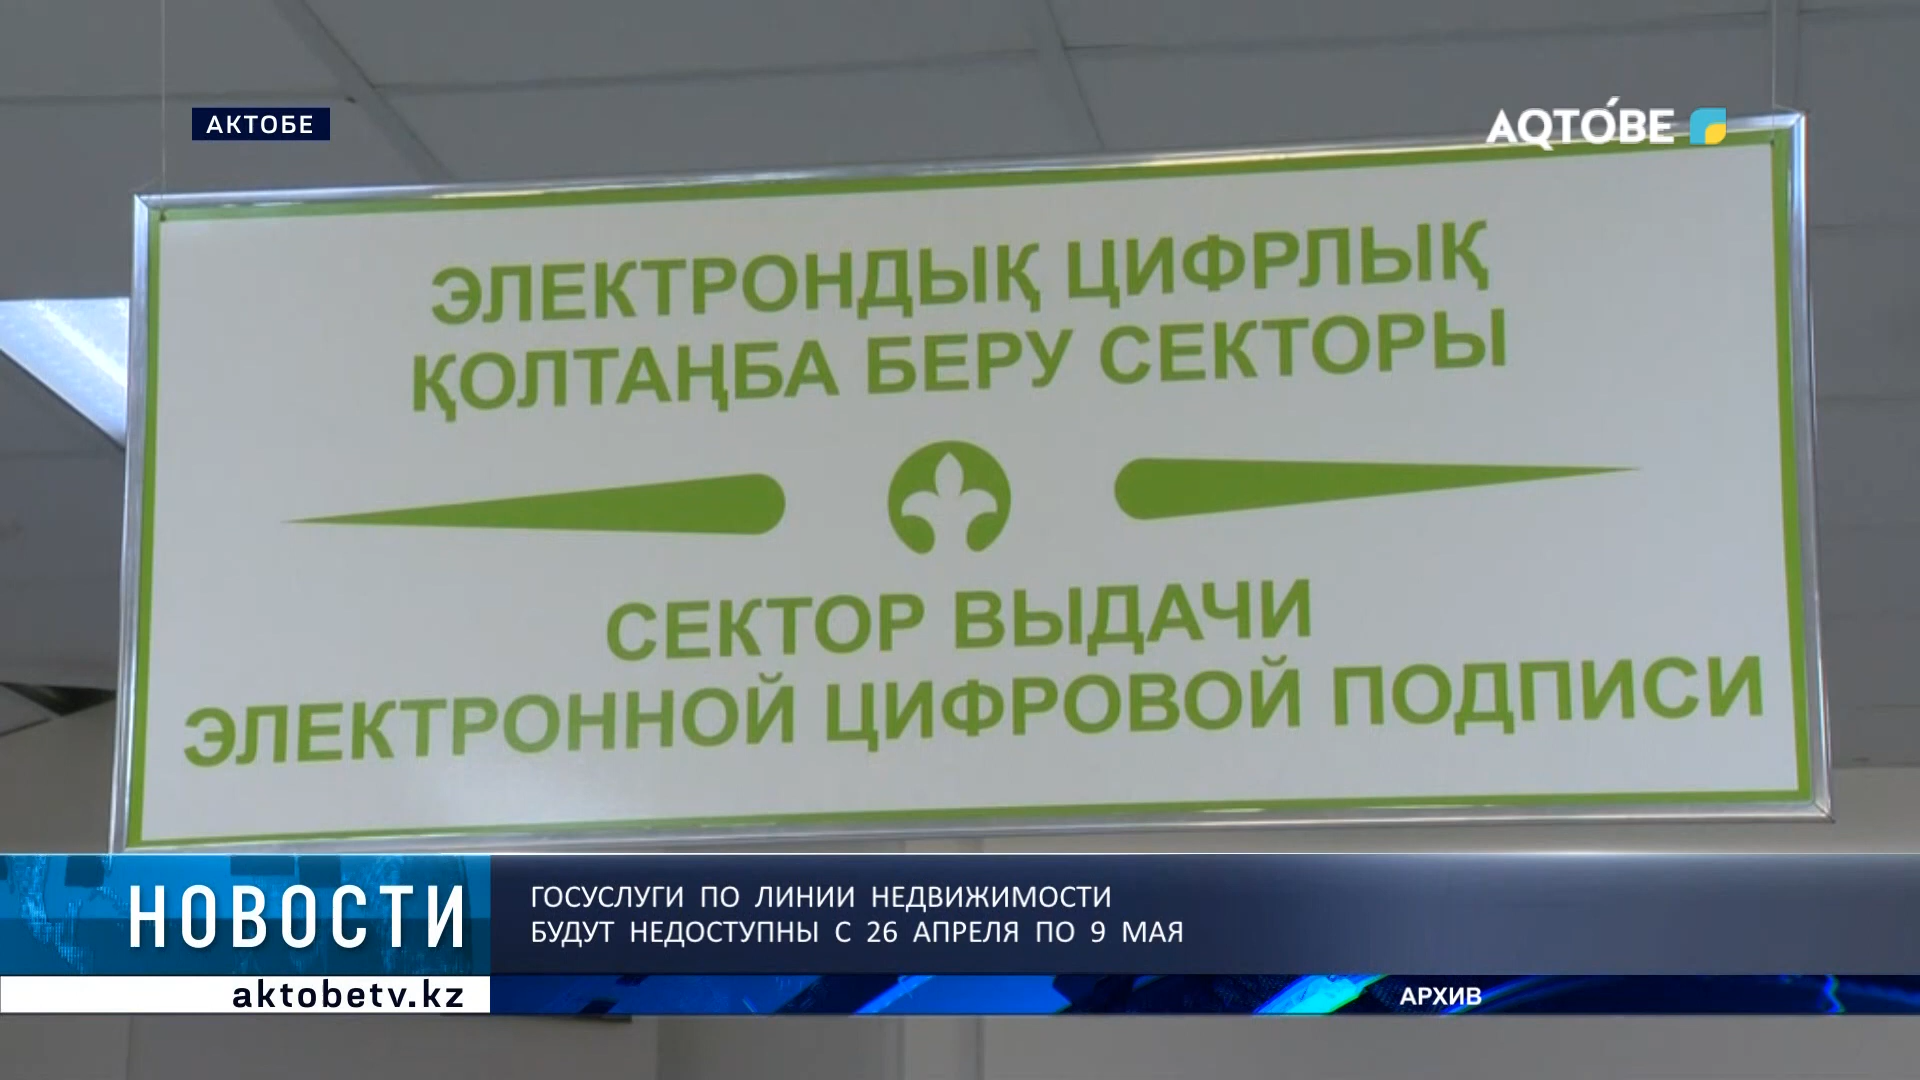 АКТОБЕ
AQTÓBE
ЭЛЕКТРОНДЫҚ ЦИФРЛЫҚ
ҚОЛТАҢБА БЕРУ СЕКТОРЫ
СЕКТОР ВЫДАЧИ
ЭЛЕКТРОННОЙ ЦИФРОВОЙ ПОДПИСИ
НОВОСТИ
ГОСУСЛУГИ ПО ЛИНИИ НЕДВИЖИМОСТИ
БУДУТ НЕДОСТУПНЫ С 26 АПРЕЛЯ ПО 9 МАЯ
aktobetv.kz
АРХИВ